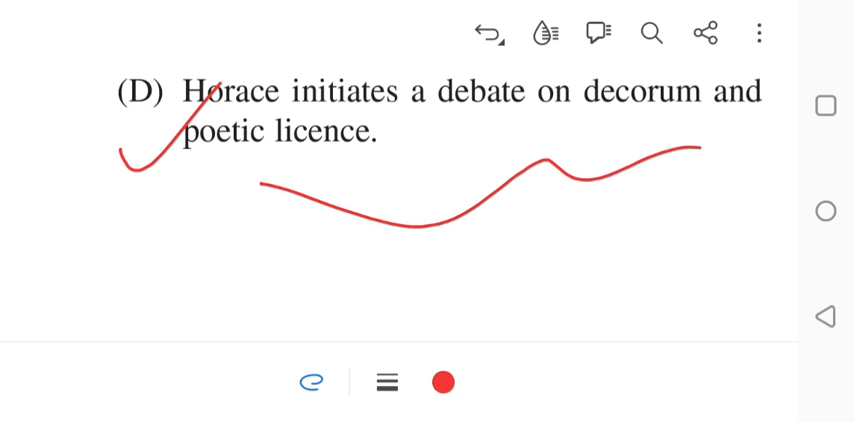 (D) Horace initiates a debate on decorum and
poetic licence.